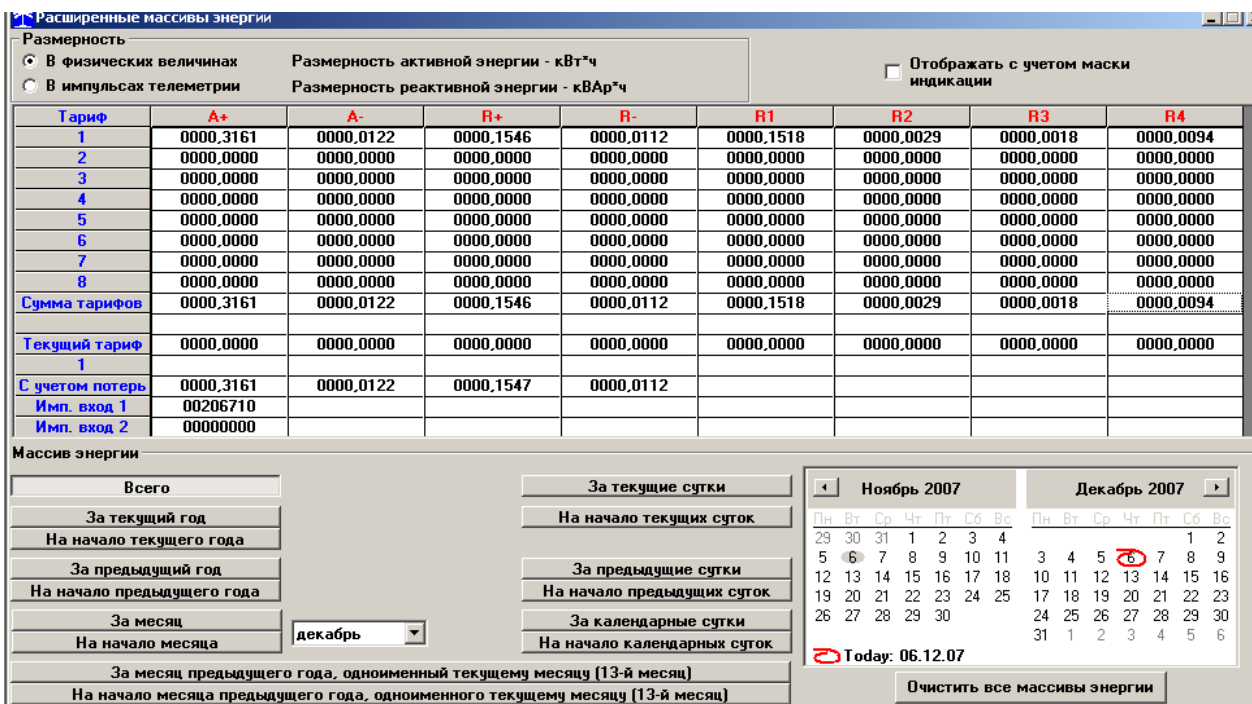 Расширенные массивы энергии
Размерность
В физических величинах Размерность активной энергии - кВт*ч
В импульсах телеметрии Размерность реактивной энергии - кВАр*ч
Отображать с учетом маски
индикации
Тариф A+ A- R+ R- R1 R2 R3 R4
1 0000,3161 0000,0122 0000,1546 0000,0112 0000,1518 0000,0029 0000,0018 0000,0094
2 0000,0000 0000,0000 0000,0000 0000,0000 0000,0000 0000,0000 0000,0000 0000,0000
3 0000,0000 0000,0000 0000,0000 0000,0000 0000,0000 0000,0000 0000,0000 0000,0000
4 0000,0000 0000,0000 0000,0000 0000,0000 0000,0000 0000,0000 0000,0000 0000,0000
5 0000,0000 0000,0000 0000,0000 0000,0000 0000,0000 0000,0000 0000,0000 0000,0000
6 0000,0000 0000,0000 0000,0000 0000,0000 0000,0000 0000,0000 0000,0000 0000,0000
7 0000,0000 0000,0000 0000,0000 0000,0000 0000,0000 0000,0000 0000,0000 0000,0000
8 0000,0000 0000,0000 0000,0000 0000,0000 0000,0000 0000,0000 0000,0000 0000,0000
Сумма тарифов 0000,3161 0000,0122 0000,1546 0000,0112 0000,1518 0000,0029 0000,0018 0000,0094
Текущий тариф 0000,0000 0000,0000 0000,0000 0000,0000 0000,0000 0000,0000 0000,0000 0000,0000
1
С учетом потерь 0000,3161 0000,0122 0000,1547 0000,0112
Имп. вход 1 00206710
Имп. вход 2 00000000
Массив энергии
Всего
За текущий год
На начало текущего года
За предыдущий год
На начало предыдущего года
За месяц
На начало месяца
декабрь
За текущие сутки
На начало текущих суток
За предыдущие сутки
На начало предыдущих суток
За календарные сутки
На начало календарных суток
За месяц предыдущего года, одноименный текущему месяцу (13-й месяц)
На начало месяца предыдущего года, одноименного текущему месяцу (13-й месяц)
Ноябрь 2007
Пн Вт Ср Чт Пт Сб Вс
29 30 31 1 2 3 4
5 6 7 8 9 10 11
12 13 14 15 16 17 18
19 20 21 22 23 24 25
26 27 28 29 30
Декабрь 2007
Пн Вт Ср Чт Пт Сб Вс
1 2
3 4 5 6 7 8 9
10 11 12 13 14 15 16
17 18 19 20 21 22 23
24 25 26 27 28 29 30
31 1 2 3 4 5 6
Today: 06.12.07
Очистить все массивы энергии